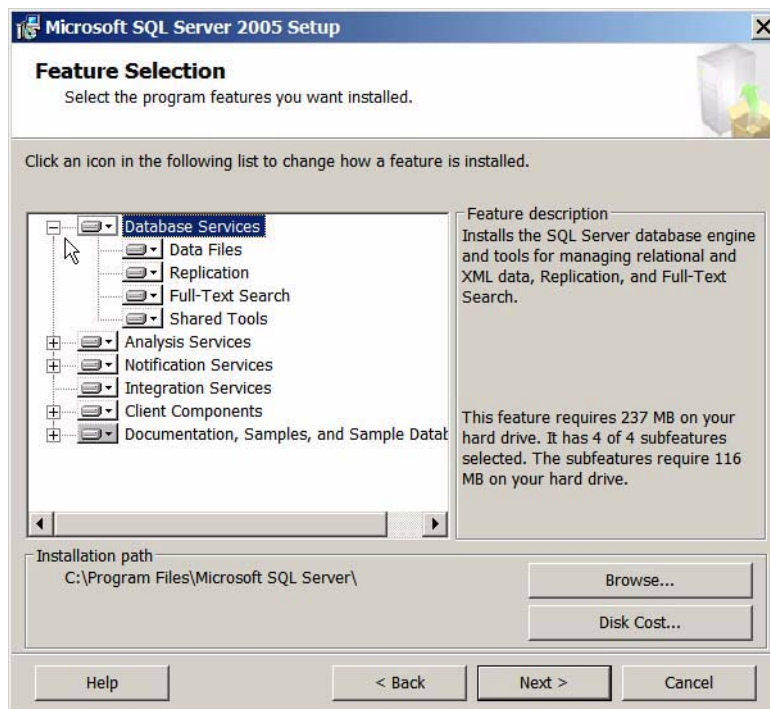 Microsoft SQL Server 2005 Setup
Feature Selection
Select the program features you want installed.
Click an icon in the following list to change how a feature is installed.
Database Services
Data Files
Replication
Full-Text Search
Shared Tools
Analysis Services
Notification Services
Integration Services
Client Components
Documentation, Samples, and Sample Datab
Feature description
Installs the SQL Server database engine
and tools for managing relational and
XML data, Replication, and Full-Text
Search.
This feature requires 237 MB on your
hard drive. It has 4 of 4 subfeatures
selected. The subfeatures require 116
MB on your hard drive.
Installation path
C:\Program Files\Microsoft SQL Server\
Browse...
Disk Cost...
Help
< Back
Next >
Cancel